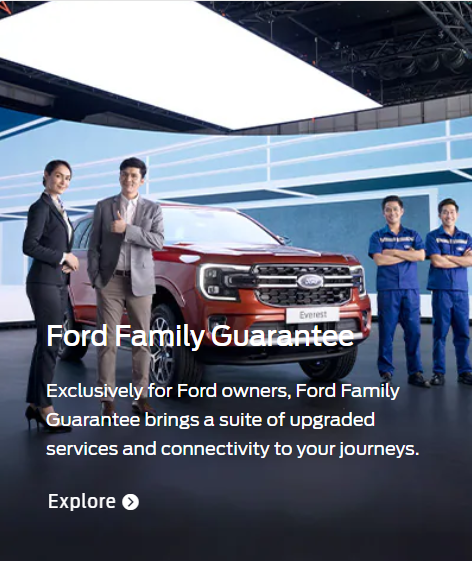 Ford
Everest
Ford Family Guarantee
Exclusively for Ford owners, Ford Family
Guarantee brings a suite of upgraded
services and connectivity to your journeys.
Explore